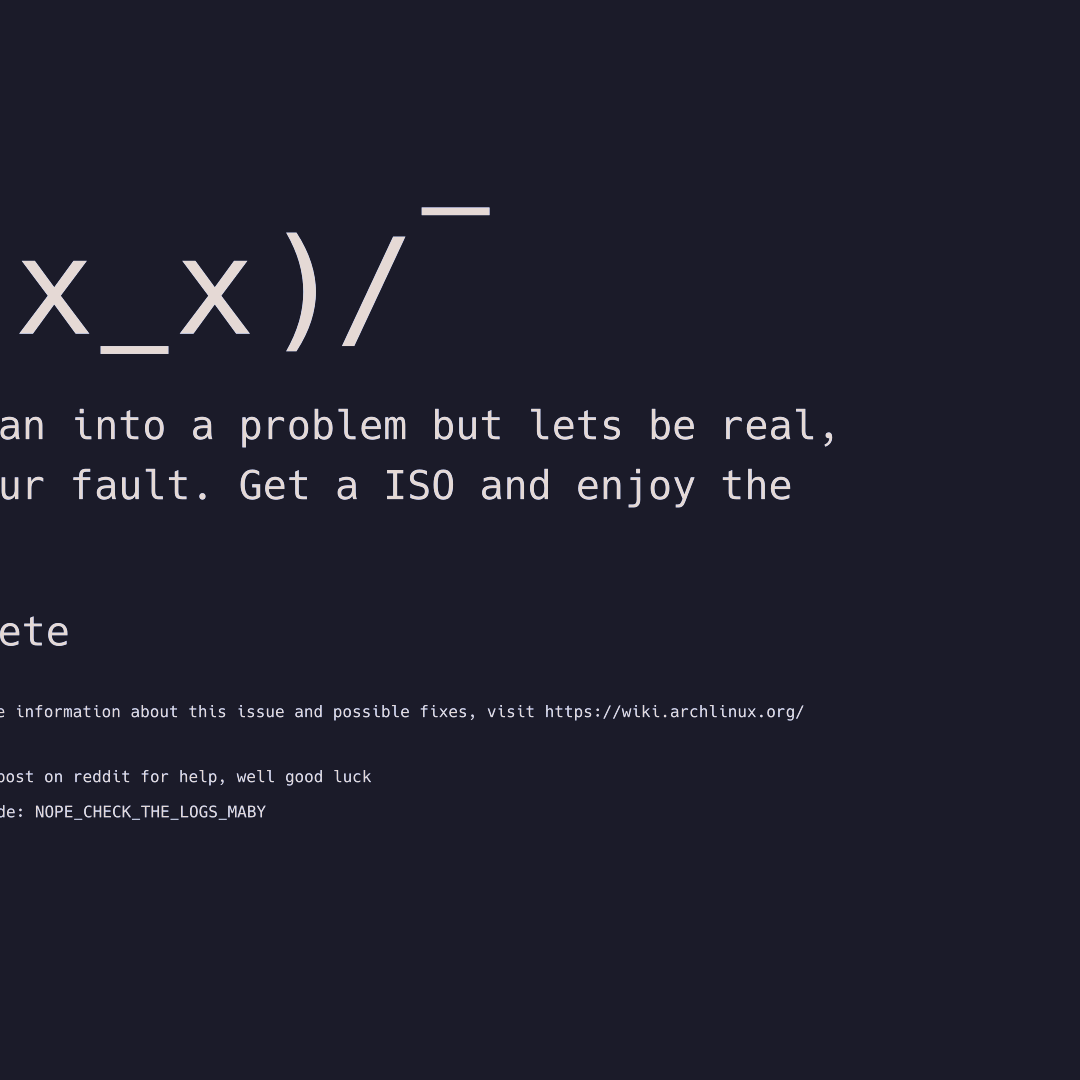 x_x)/¯
an into a problem but lets be real,
ur fault. Get a ISO and enjoy the
ete
e information about this issue and possible fixes, visit https://wiki.archlinux.org/
post on reddit for help, well good luck
de: NOPE_CHECK_THE_LOGS_MABY